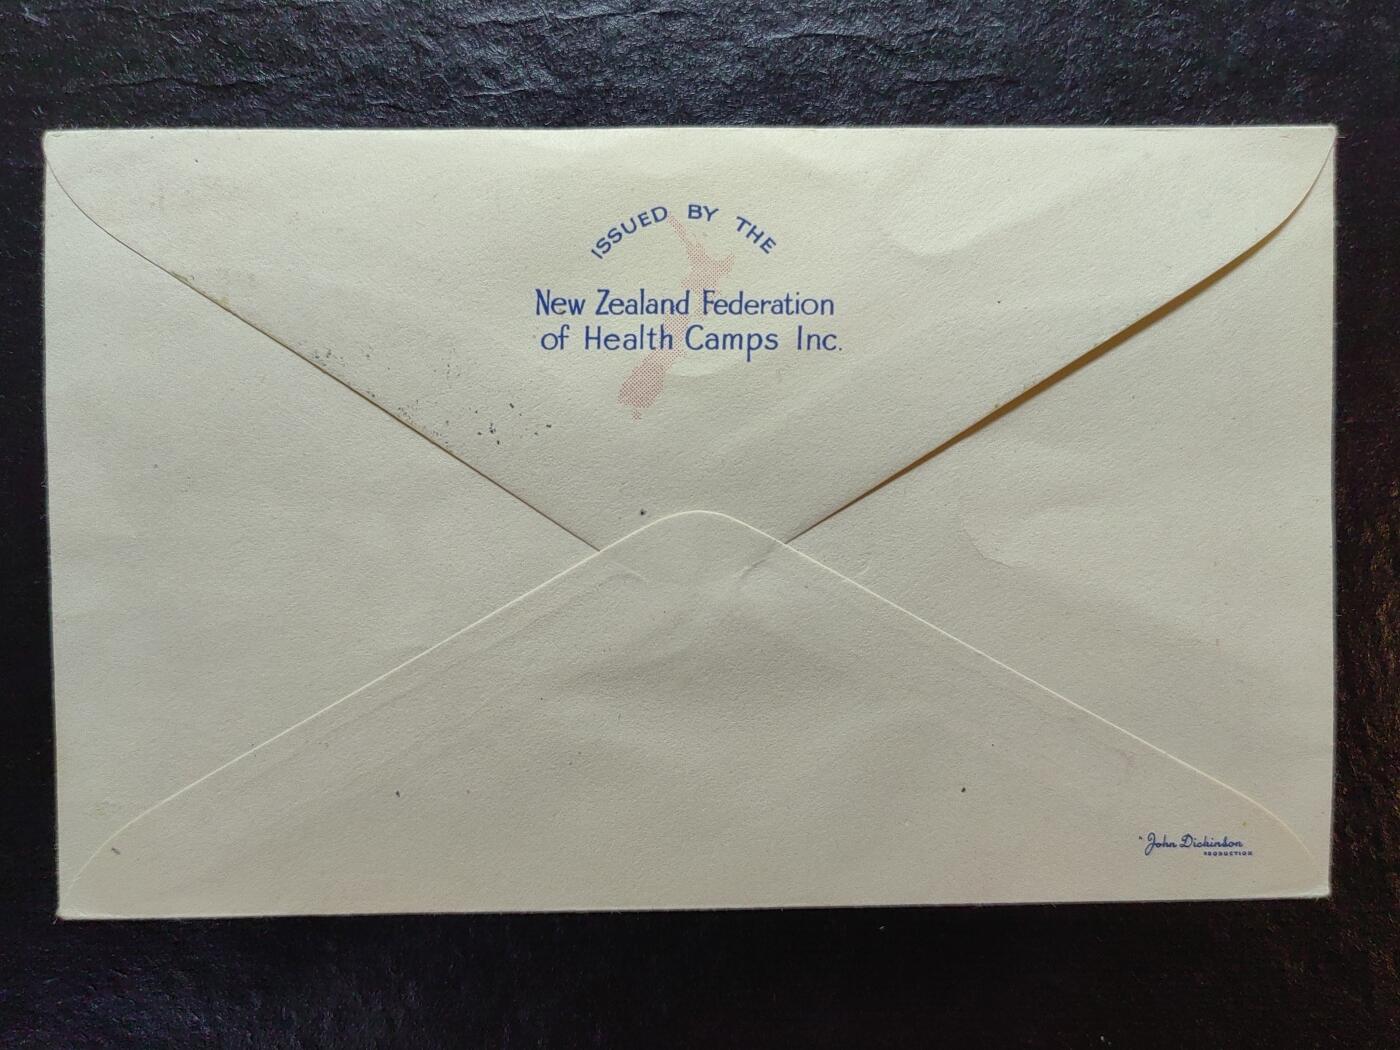 ISSUED BY THE
New Zealand Federation
of Health Camps Inc.
John Dickinson
PRODUCTION